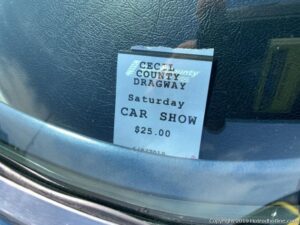 CECIL
COUNTY
DRAGWAY
Saturday
CAR SHOW
$25.00